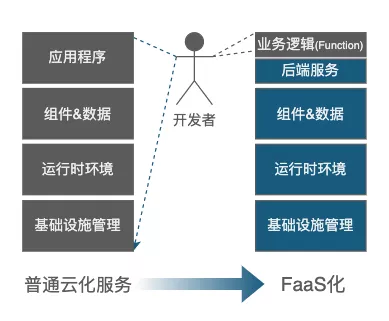 应用程序
组件&数据
运行时环境
基础设施管理
开发者
业务逻辑(Function)
后端服务
组件&数据
运行时环境
基础设施管理
普通云化服务
FaaS化